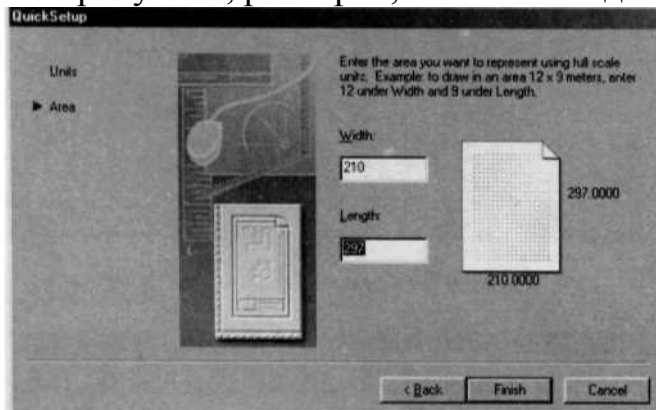 QuickSetup
Units
Area
Enter the area you want to represent using full scale
units. Example: to draw in an area 12 x 9 meters, enter
12 under Width and 9 under Length.
Width:
210
Length:
297
297.0000
210.0000
< Back
Finish
Cancel